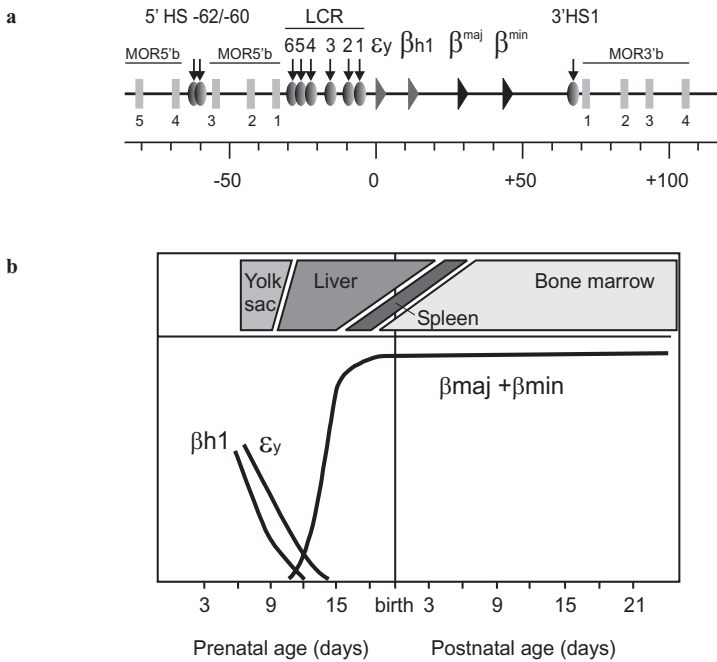 a
5' HS -62/-60 LCR 3'HS1
MOR5'b MOR5'b 654 3 21 εy βh1 βmaj βmin MOR3'b
5 4 3 2 1 1 2 3 4
-50 0 +50 +100
b
Yolk sac Liver Spleen Bone marrow
βmaj +βmin
βh1 εy
3 9 15 birth 3 9 15 21
Prenatal age (days) Postnatal age (days)